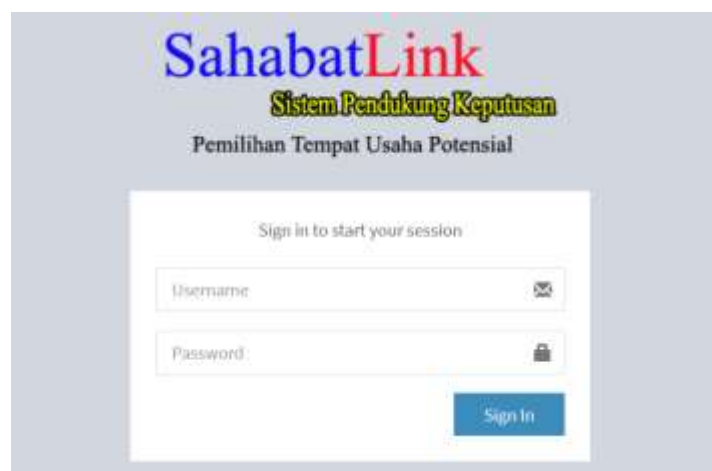 SahabatLink
Sistem Pendukung Keputusan
Pemilihan Tempat Usaha Potensial
Sign in to start your session
Username
Password
Sign In